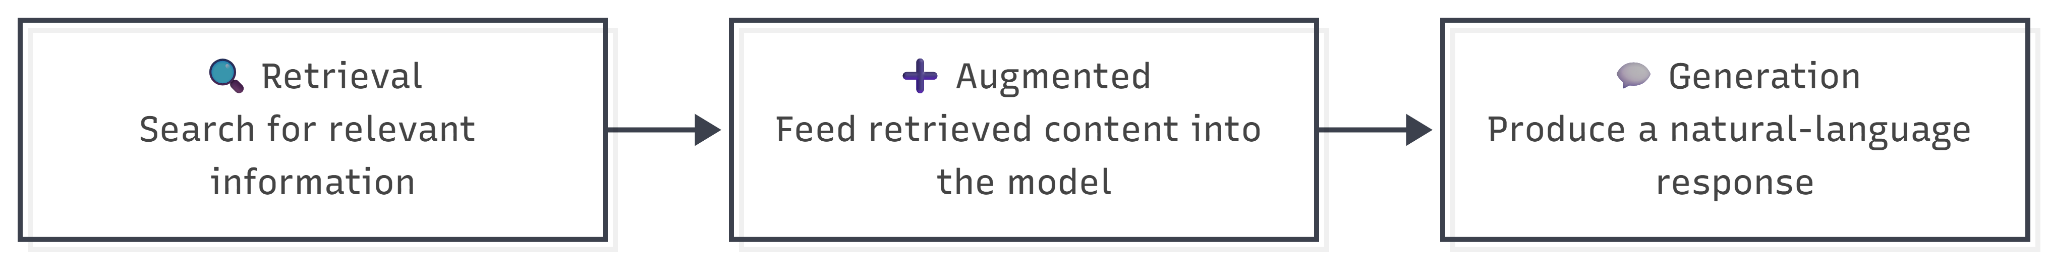 Retrieval
Search for relevant
information
Augmented
Feed retrieved content into
the model
Generation
Produce a natural-language
response